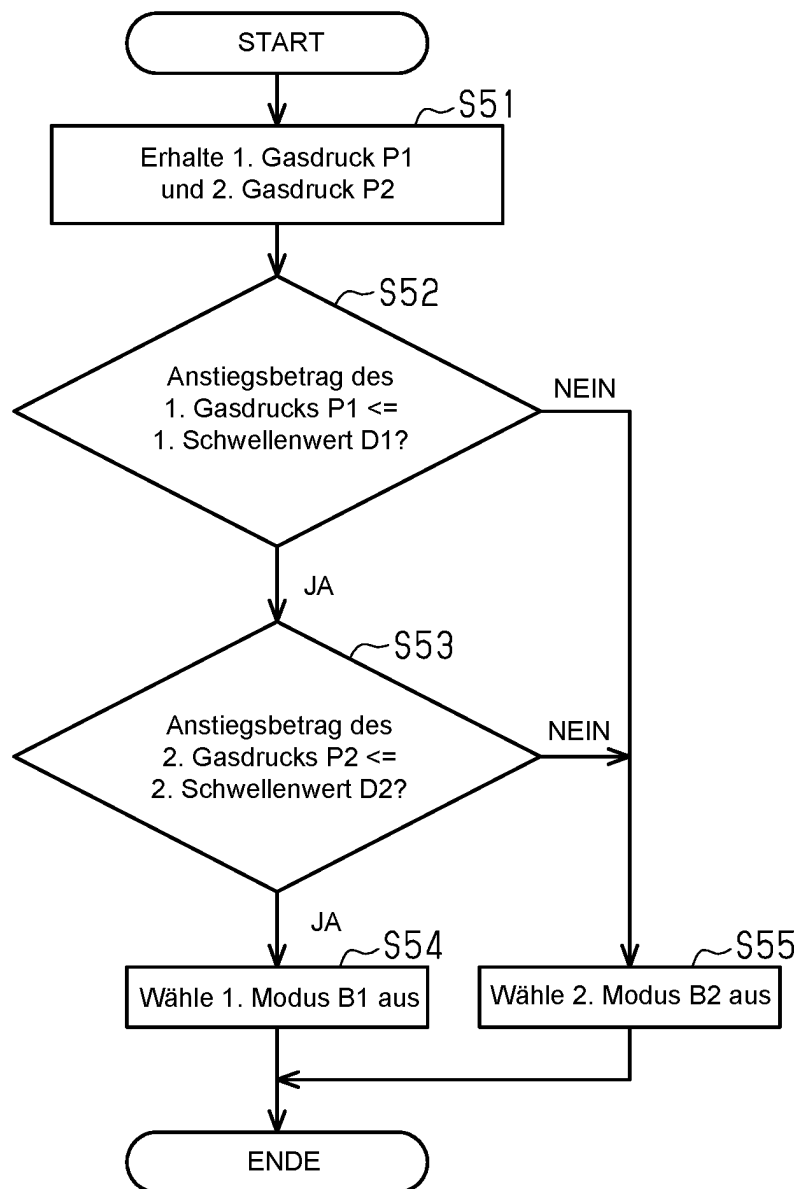 START
S51
Erhalte 1. Gasdruck P1
und 2. Gasdruck P2
S52
Anstiegsbetrag des
1. Gasdrucks P1 <=
1. Schwellenwert D1?
NEIN
JA
S53
Anstiegsbetrag des
2. Gasdrucks P2 <=
2. Schwellenwert D2?
NEIN
JA
S54
Wähle 1. Modus B1 aus
S55
Wähle 2. Modus B2 aus
ENDE